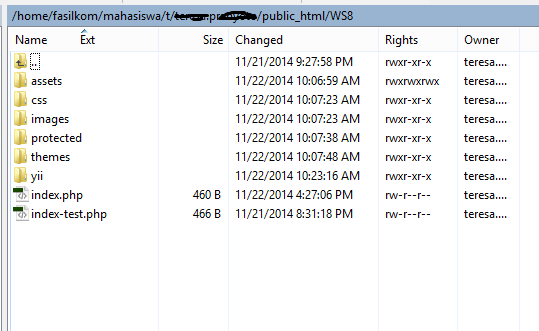 /home/fasilkom/mahasiswa/t/ /public_html/WS8
Name Ext Size Changed Rights Owner
.. 11/21/2014 9:27:58 PM rwxr-xr-x teresa....
assets 11/22/2014 10:06:59 AM rwxrwxrwx teresa....
css 11/22/2014 10:07:23 AM rwxr-xr-x teresa....
images 11/22/2014 10:07:23 AM rwxr-xr-x teresa....
protected 11/22/2014 10:07:38 AM rwxr-xr-x teresa....
themes 11/22/2014 10:07:48 AM rwxr-xr-x teresa....
yii 11/22/2014 10:23:16 AM rwxr-xr-x teresa....
index.php 460 B 11/22/2014 4:27:06 PM rw-r--r-- teresa....
index-test.php 466 B 11/21/2014 8:31:18 PM rw-r--r-- teresa....